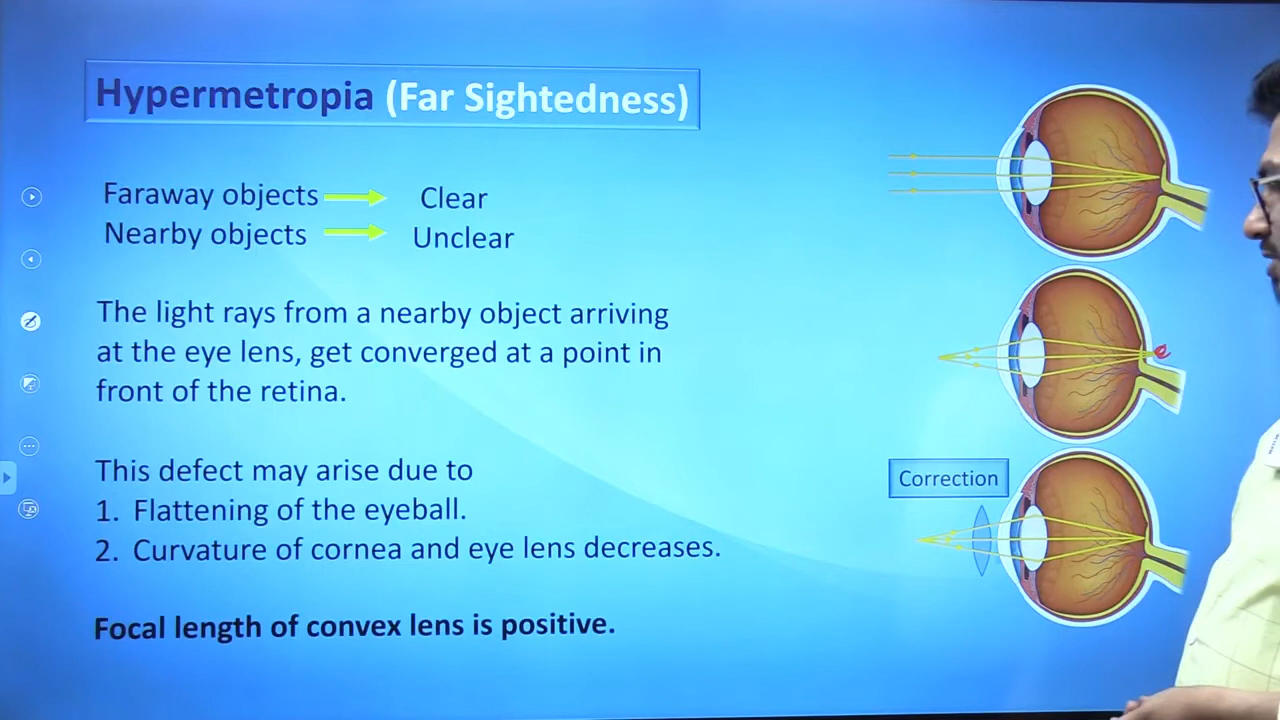 Hypermetropia (Far Sightedness)
Faraway objects Clear
Nearby objects Unclear
The light rays from a nearby object arriving
at the eye lens, get converged at a point in
front of the retina.
This defect may arise due to
1. Flattening of the eyeball.
2. Curvature of cornea and eye lens decreases.
Focal length of convex lens is positive.
Correction